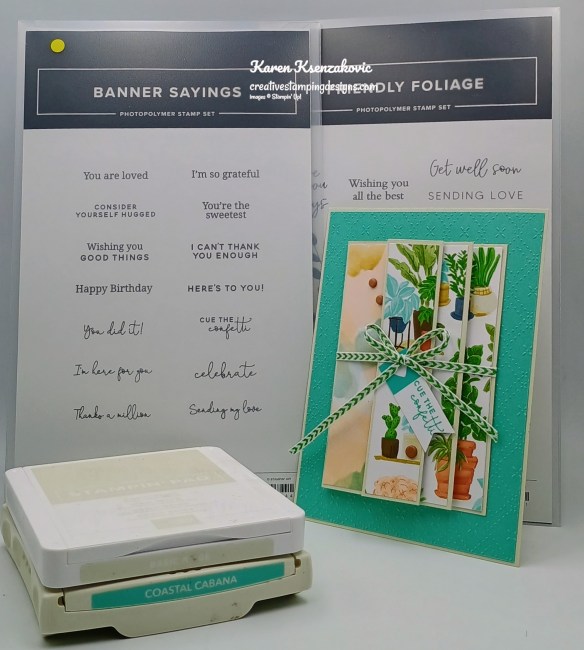 Karen Ksenzakovic
creativestampingdesigns.com
Images © Stampin' Up!
BANNER SAYINGS
PHOTOPOLYMER STAMP SET
You are loved
I'm so grateful
CONSIDER
YOURSELF HUGGED
You're the
sweetest
Wishing you
GOOD THINGS
I CAN'T THANK
YOU ENOUGH
Happy Birthday
HERE'S TO YOU!
You did it!
CUE THE
confetti
I'm here for you
celebrate
Thanks a million
Sending my love
FRIENDLY FOLIAGE
PHOTOPOLYMER STAMP SET
Get well soon
Wishing you
all the best
SENDING LOVE
CUE THE
confetti
COASTAL CABANA